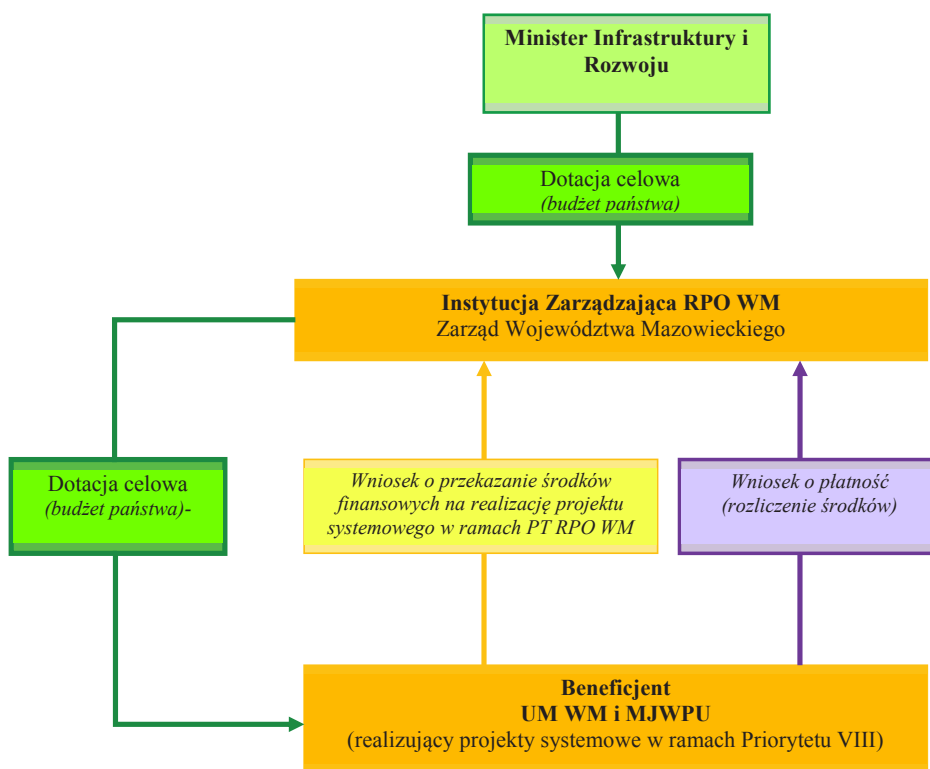 Minister Infrastruktury i
Rozwoju
Dotacja celowa
(budżet państwa)
Instytucja Zarządzająca RPO WM
Zarząd Województwa Mazowieckiego
Dotacja celowa
(budżet państwa)-
Wniosek o przekazanie środków
finansowych na realizację projektu
systemowego w ramach PT RPO WM
Wniosek o płatność
(rozliczenie środków)
Beneficjent
UM WM i MJWPU
(realizujący projekty systemowe w ramach Priorytetu VIII)